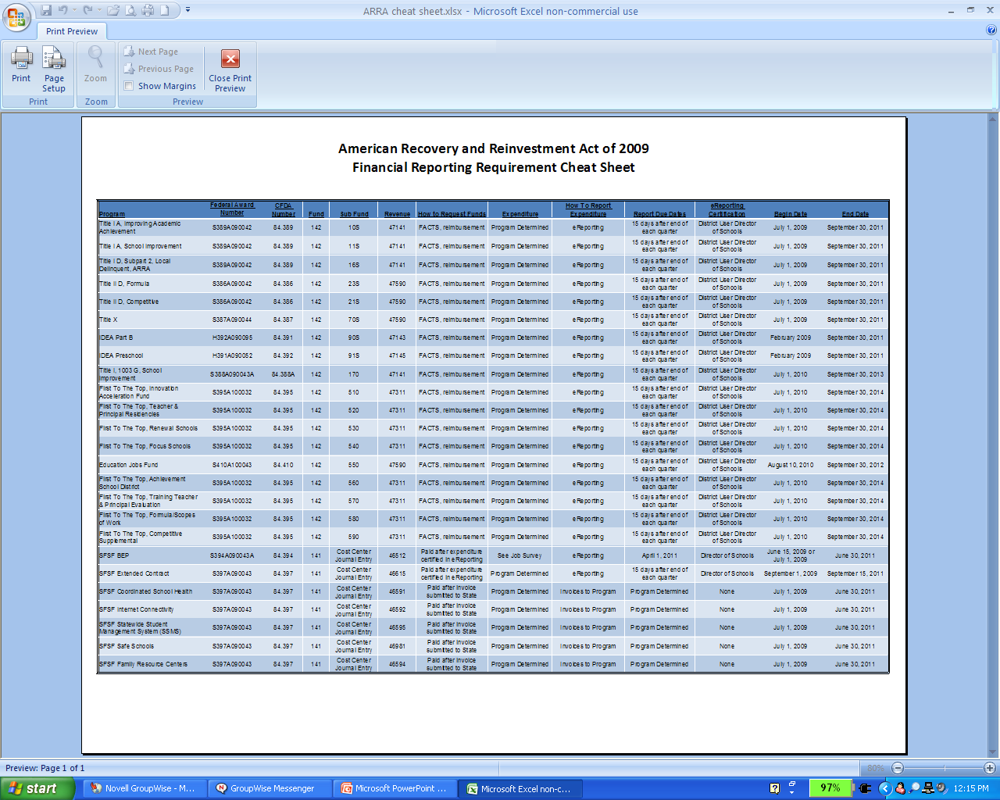 ARRA cheat sheet.xlsx - Microsoft Excel non-commercial use
Print Preview
Print Page Setup Zoom Next Page Previous Page Show Margins Close Print Preview
Print Zoom Preview
American Recovery and Reinvestment Act of 2009
Financial Reporting Requirement Cheat Sheet
Program Federal Award Number CFDA Number Fund Sub Fund Revenue How to Request Funds Expenditure How To Report Expenditure Report Due Dates eReporting Certification Begin Date End Date
Title I A, Improving Academic Achievement S389A090042 84.389 142 10S 47141 FACTS, reimbursement Program Determined eReporting 15 days after end of each quarter District User Director of Schools July 1, 2009 September 30, 2011
Title I A, School Improvement S389A090042 84.389 142 11S 47141 FACTS, reimbursement Program Determined eReporting 15 days after end of each quarter District User Director of Schools July 1, 2009 September 30, 2011
Title I D, Subpart 2, Local Delinquent, ARRA S389A090042 84.389 142 16S 47141 FACTS, reimbursement Program Determined eReporting 15 days after end of each quarter District User Director of Schools July 1, 2009 September 30, 2011
Title II D, Formula S386A090042 84.386 142 23S 47590 FACTS, reimbursement Program Determined eReporting 15 days after end of each quarter District User Director of Schools July 1, 2009 September 30, 2011
Title II D, Competitive S386A090042 84.386 142 21S 47590 FACTS, reimbursement Program Determined eReporting 15 days after end of each quarter District User Director of Schools July 1, 2009 September 30, 2011
Title X S387A090044 84.387 142 70S 47590 FACTS, reimbursement Program Determined eReporting 15 days after end of each quarter District User Director of Schools July 1, 2009 September 30, 2011
IDEA Part B H392A090095 84.391 142 90S 47143 FACTS, reimbursement Program Determined eReporting 15 days after end of each quarter District User Director of Schools February 2009 September 30, 2011
IDEA Preschool H391A090052 84.392 142 91S 47145 FACTS, reimbursement Program Determined eReporting 15 days after end of each quarter District User Director of Schools February 2009 September 30, 2011
Title I, 1003 G, School Improvement S388A090043A 84.388A 142 170 47141 FACTS, reimbursement Program Determined eReporting 15 days after end of each quarter District User Director of Schools July 1, 2010 September 30, 2013
First To The Top, Innovation Acceleration Fund S395A100032 84.395 142 510 47311 FACTS, reimbursement Program Determined eReporting 15 days after end of each quarter District User Director of Schools July 1, 2010 September 30, 2014
First To The Top, Teacher & Principal Residencies S395A100032 84.395 142 520 47311 FACTS, reimbursement Program Determined eReporting 15 days after end of each quarter District User Director of Schools July 1, 2010 September 30, 2014
First To The Top, Renewal Schools S395A100032 84.395 142 530 47311 FACTS, reimbursement Program Determined eReporting 15 days after end of each quarter District User Director of Schools July 1, 2010 September 30, 2014
First To The Top, Focus Schools S395A100032 84.395 142 540 47311 FACTS, reimbursement Program Determined eReporting 15 days after end of each quarter District User Director of Schools July 1, 2010 September 30, 2014
Education Jobs Fund S410A100043 84.410 142 550 47590 FACTS, reimbursement Program Determined eReporting 15 days after end of each quarter District User Director of Schools August 10, 2010 September 30, 2012
First To The Top, Achievement School District S395A100032 84.395 142 560 47311 FACTS, reimbursement Program Determined eReporting 15 days after end of each quarter District User Director of Schools July 1, 2010 September 30, 2014
First To The Top, Training Teacher & Principal Evaluation S395A100032 84.395 142 570 47311 FACTS, reimbursement Program Determined eReporting 15 days after end of each quarter District User Director of Schools July 1, 2010 September 30, 2014
First To The Top, Formula/Scopes of Work S395A100032 84.395 142 580 47311 FACTS, reimbursement Program Determined eReporting 15 days after end of each quarter District User Director of Schools July 1, 2010 September 30, 2014
First To The Top, Competitive Supplemental S395A100032 84.395 142 590 47311 FACTS, reimbursement Program Determined eReporting 15 days after end of each quarter District User Director of Schools July 1, 2010 September 30, 2014
SFSF BEP S394A090043A 84.394 141 Cost Center Journal Entry 46512 Paid after expenditure certified in eReporting See Job Survey eReporting April 1, 2011 Director of Schools June 15, 2009 or July 1, 2009 June 30, 2011
SFSF Extended Contract S397A090043 84.397 141 Cost Center Journal Entry 46615 Paid after expenditure certified in eReporting Program Determined eReporting 15 days after end of each quarter Director of Schools September 1, 2009 September 15, 2011
SFSF Coordinated School Health S397A090043 84.397 141 Cost Center Journal Entry 46591 Paid after invoice submitted to State Program Determined Invoices to Program Program Determined None July 1, 2009 June 30, 2011
SFSF Internet Connectivity S397A090043 84.397 141 Cost Center Journal Entry 46592 Paid after invoice submitted to State Program Determined Invoices to Program Program Determined None July 1, 2009 June 30, 2011
SFSF Statewide Student Management System (SSMS) S397A090043 84.397 141 Cost Center Journal Entry 46595 Paid after invoice submitted to State Program Determined Invoices to Program Program Determined None July 1, 2009 June 30, 2011
SFSF Safe Schools S397A090043 84.397 141 Cost Center Journal Entry 46981 Paid after invoice submitted to State Program Determined Invoices to Program Program Determined None July 1, 2009 June 30, 2011
SFSF Family Resource Centers S397A090043 84.397 141 Cost Center Journal Entry 46594 Paid after invoice submitted to State Program Determined Invoices to Program Program Determined None July 1, 2009 June 30, 2011
Preview: Page 1 of 1 80%
start Novell GroupWise - M... GroupWise Messenger Microsoft PowerPoint ... Microsoft Excel non-c... 97% 12:15 PM